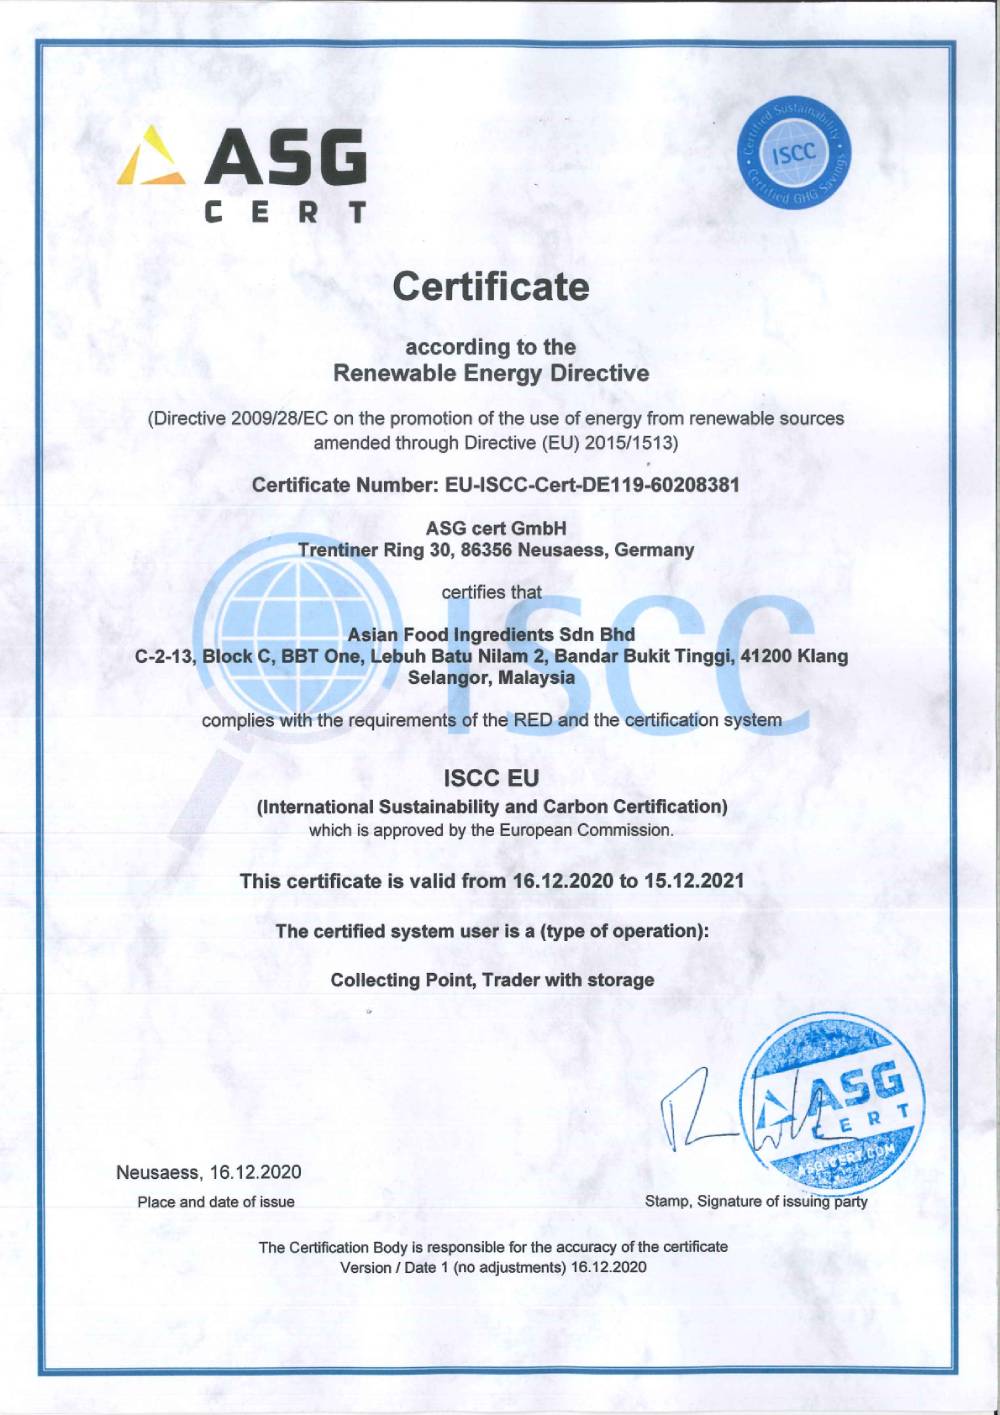 ASG
CERT
Certified Sustainability
ISCC
Certified GHG Savings
Certificate
according to the
Renewable Energy Directive
(Directive 2009/28/EC on the promotion of the use of energy from renewable sources
amended through Directive (EU) 2015/1513)
Certificate Number: EU-ISCC-Cert-DE119-60208381
ASG cert GmbH
Trentiner Ring 30, 86356 Neusaess, Germany
certifies that
ISCC
Asian Food Ingredients Sdn Bhd
C-2-13, Block C, BBT One, Lebuh Batu Nilam 2, Bandar Bukit Tinggi, 41200 Klang
Selangor, Malaysia
complies with the requirements of the RED and the certification system
ISCC EU
(International Sustainability and Carbon Certification)
which is approved by the European Commission.
This certificate is valid from 16.12.2020 to 15.12.2021
The certified system user is a (type of operation):
Collecting Point, Trader with storage
ASG
CERT
ASG-CERT.COM
Neusaess, 16.12.2020
Place and date of issue
Stamp, Signature of issuing party
The Certification Body is responsible for the accuracy of the certificate
Version / Date 1 (no adjustments) 16.12.2020